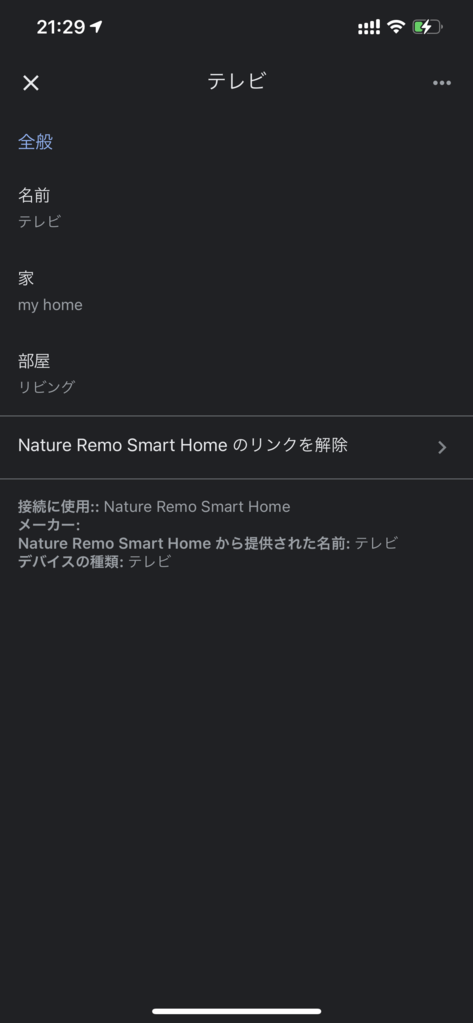 21:29
テレビ
全般
名前
テレビ
家
my home
部屋
リビング
Nature Remo Smart Home のリンクを解除
接続に使用:: Nature Remo Smart Home
メーカー:
Nature Remo Smart Home から提供された名前: テレビ
デバイスの種類: テレビ